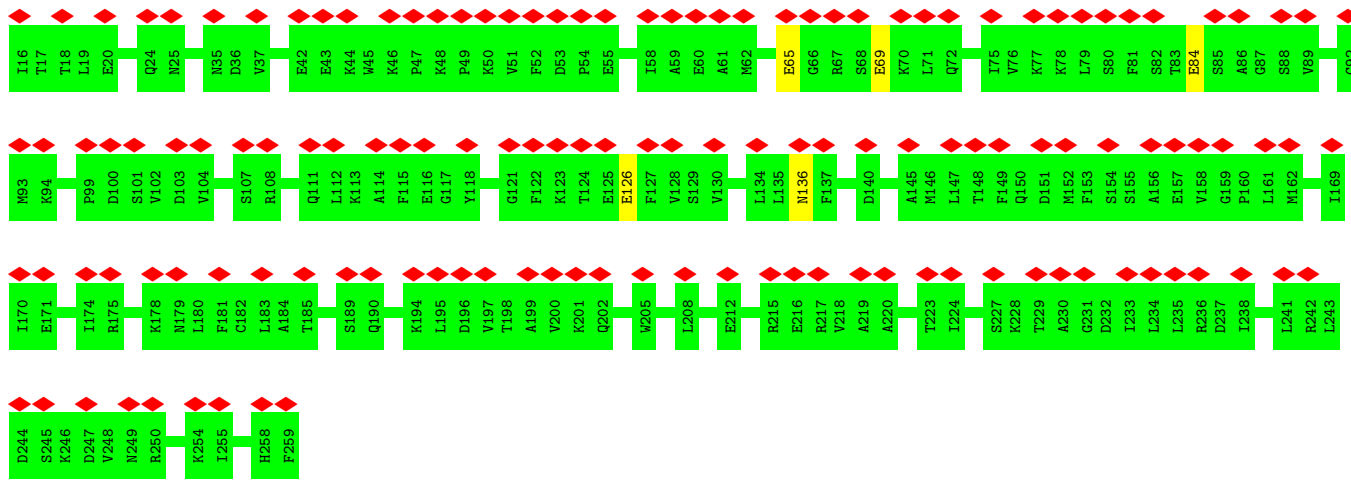 I16 T17 T18 L19 E20 Q24 N25 N35 D36 V37 E42 E43 K44 W45 K46 P47 K48 P49 K50 V51 F52 D53 P54 E55 I58 A59 E60 A61 M62 E65 G66 R67 S68 E69 K70 L71 Q72 I75 V76 K77 K78 L79 S80 F81 S82 T83 E84 S85 A86 G87 S88 V89
M93 K94 P99 D100 S101 V102 D103 V104 S107 R108 Q111 L112 K113 A114 F115 E116 G117 Y118 G121 F122 K123 T124 E125 E126 F127 V128 S129 V130 L134 L135 N136 F137 D140 A145 M146 L147 T148 F149 Q150 D151 M152 F153 S154 S155 A156 E157 V158 G159 P160 L161 M162 I169
I170 E171 I174 R175 K178 N179 L180 F181 C182 L183 A184 T185 S189 Q190 K194 L195 D196 V197 T198 A199 V200 K201 Q202 W205 L208 E212 R215 E216 R217 V218 A219 A220 T223 I224 S227 K228 T229 A230 G231 D232 I233 L234 L235 R236 D237 I238 L241 R242 L243
D244 S245 K246 D247 V248 N249 R250 K254 I255 H258 F259